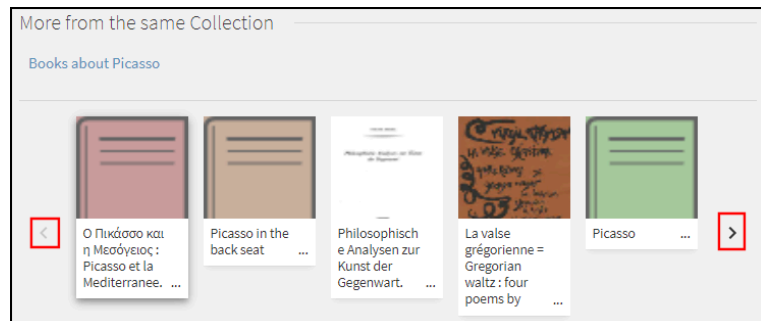 More from the same Collection
Books about Picasso
Ο Πικάσσο και
η Μεσόγειος :
Picasso et la
Mediterranee. ...
Picasso in the
back seat ...
Philosophisch
e Analysen zur
Kunst der
Gegenwart. ...
La valse
grégorienne =
Gregorian
waltz : four
poems by ...
Picasso ...